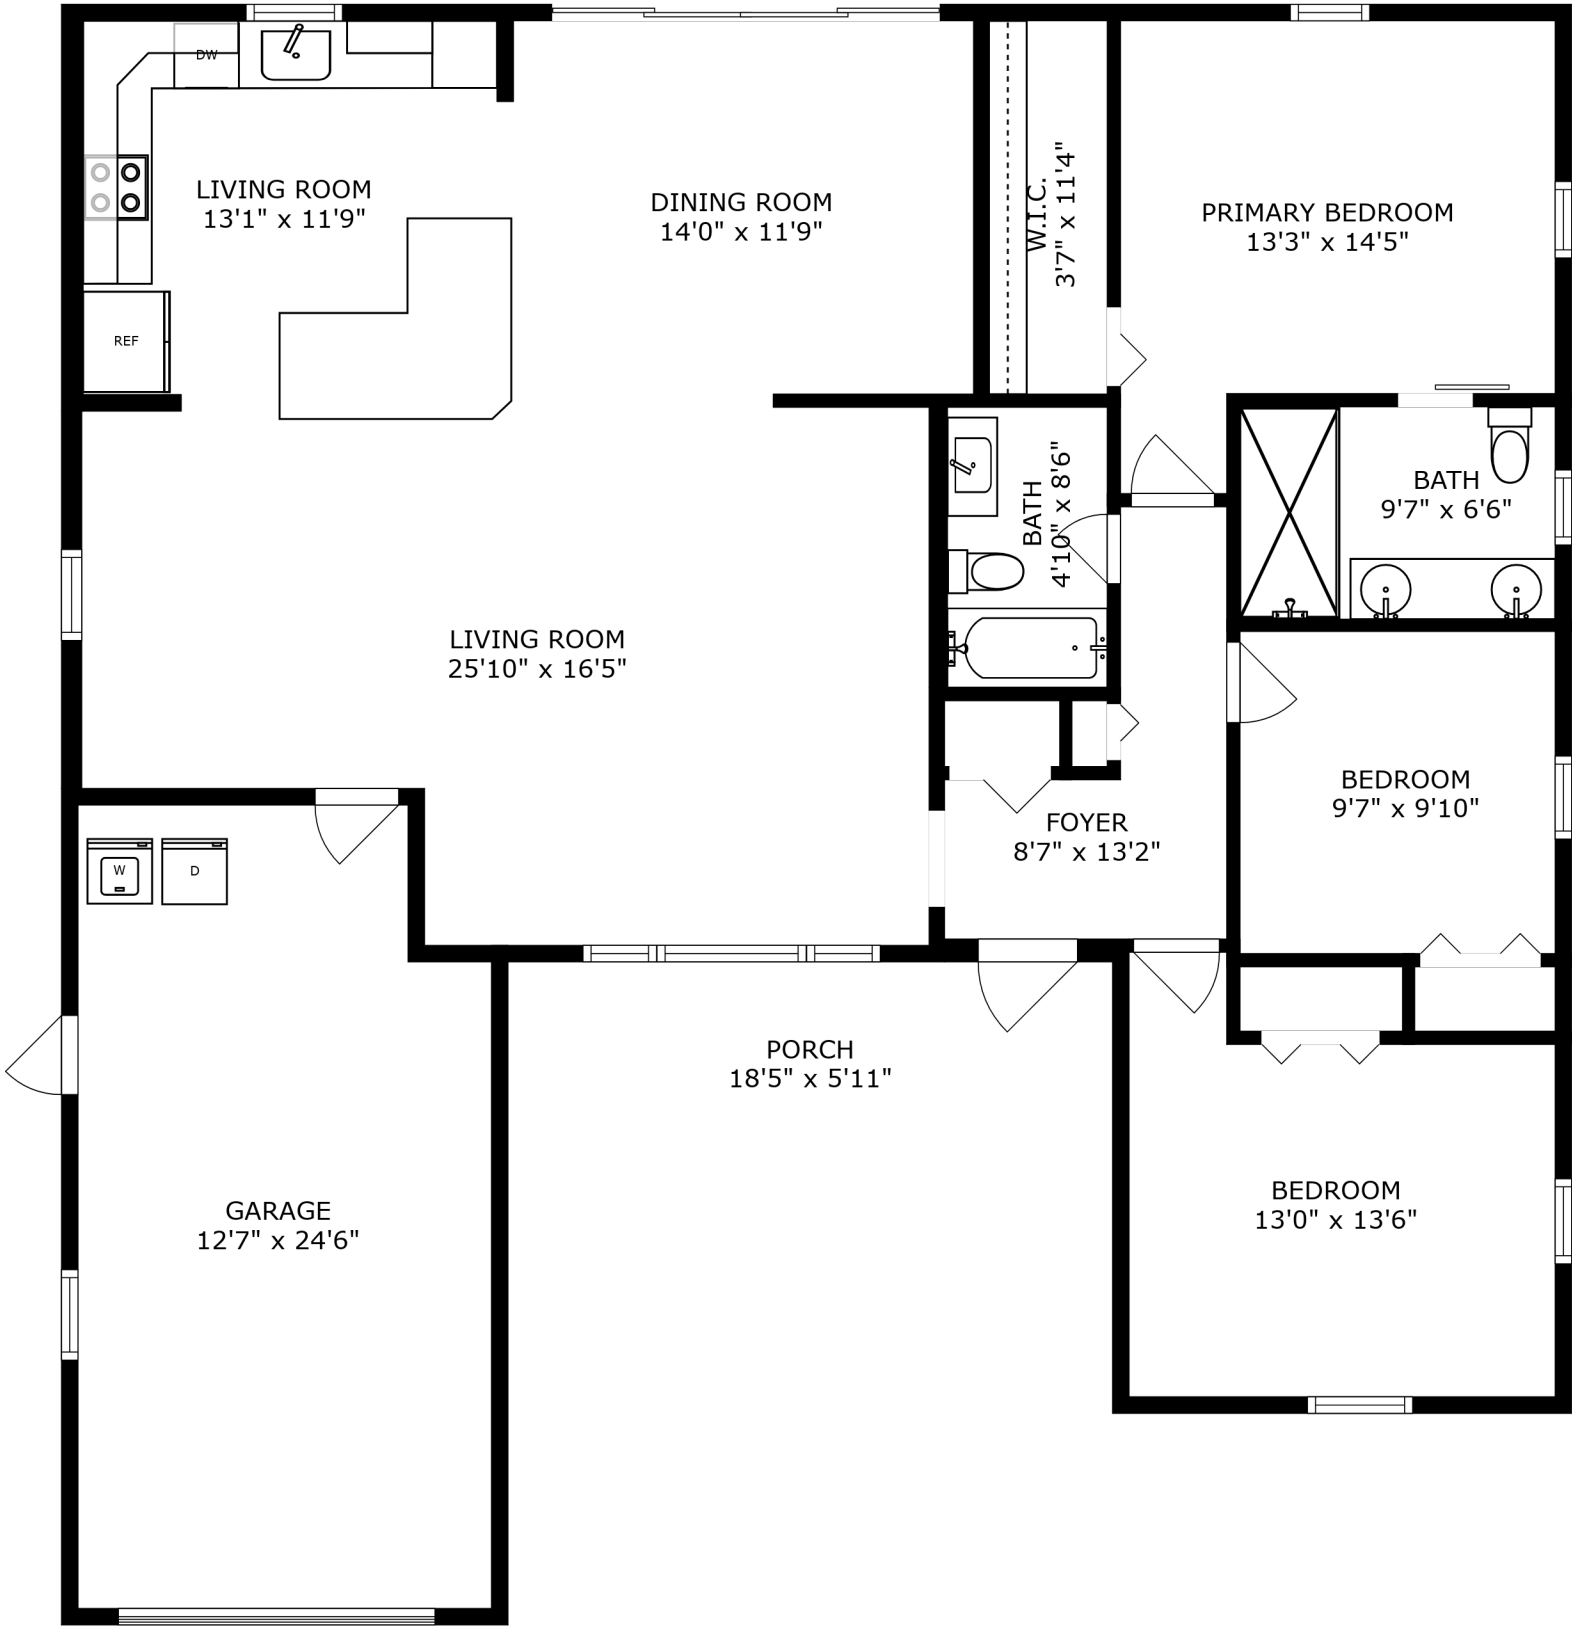 DW
LIVING ROOM
13'1" x 11'9"
DINING ROOM
14'0" x 11'9"
W.I.C.
3'7" x 11'4"
PRIMARY BEDROOM
13'3" x 14'5"
REF
BATH
4'10" x 8'6"
BATH
9'7" x 6'6"
LIVING ROOM
25'10" x 16'5"
BEDROOM
9'7" x 9'10"
FOYER
8'7" x 13'2"
W
D
PORCH
18'5" x 5'11"
GARAGE
12'7" x 24'6"
BEDROOM
13'0" x 13'6"